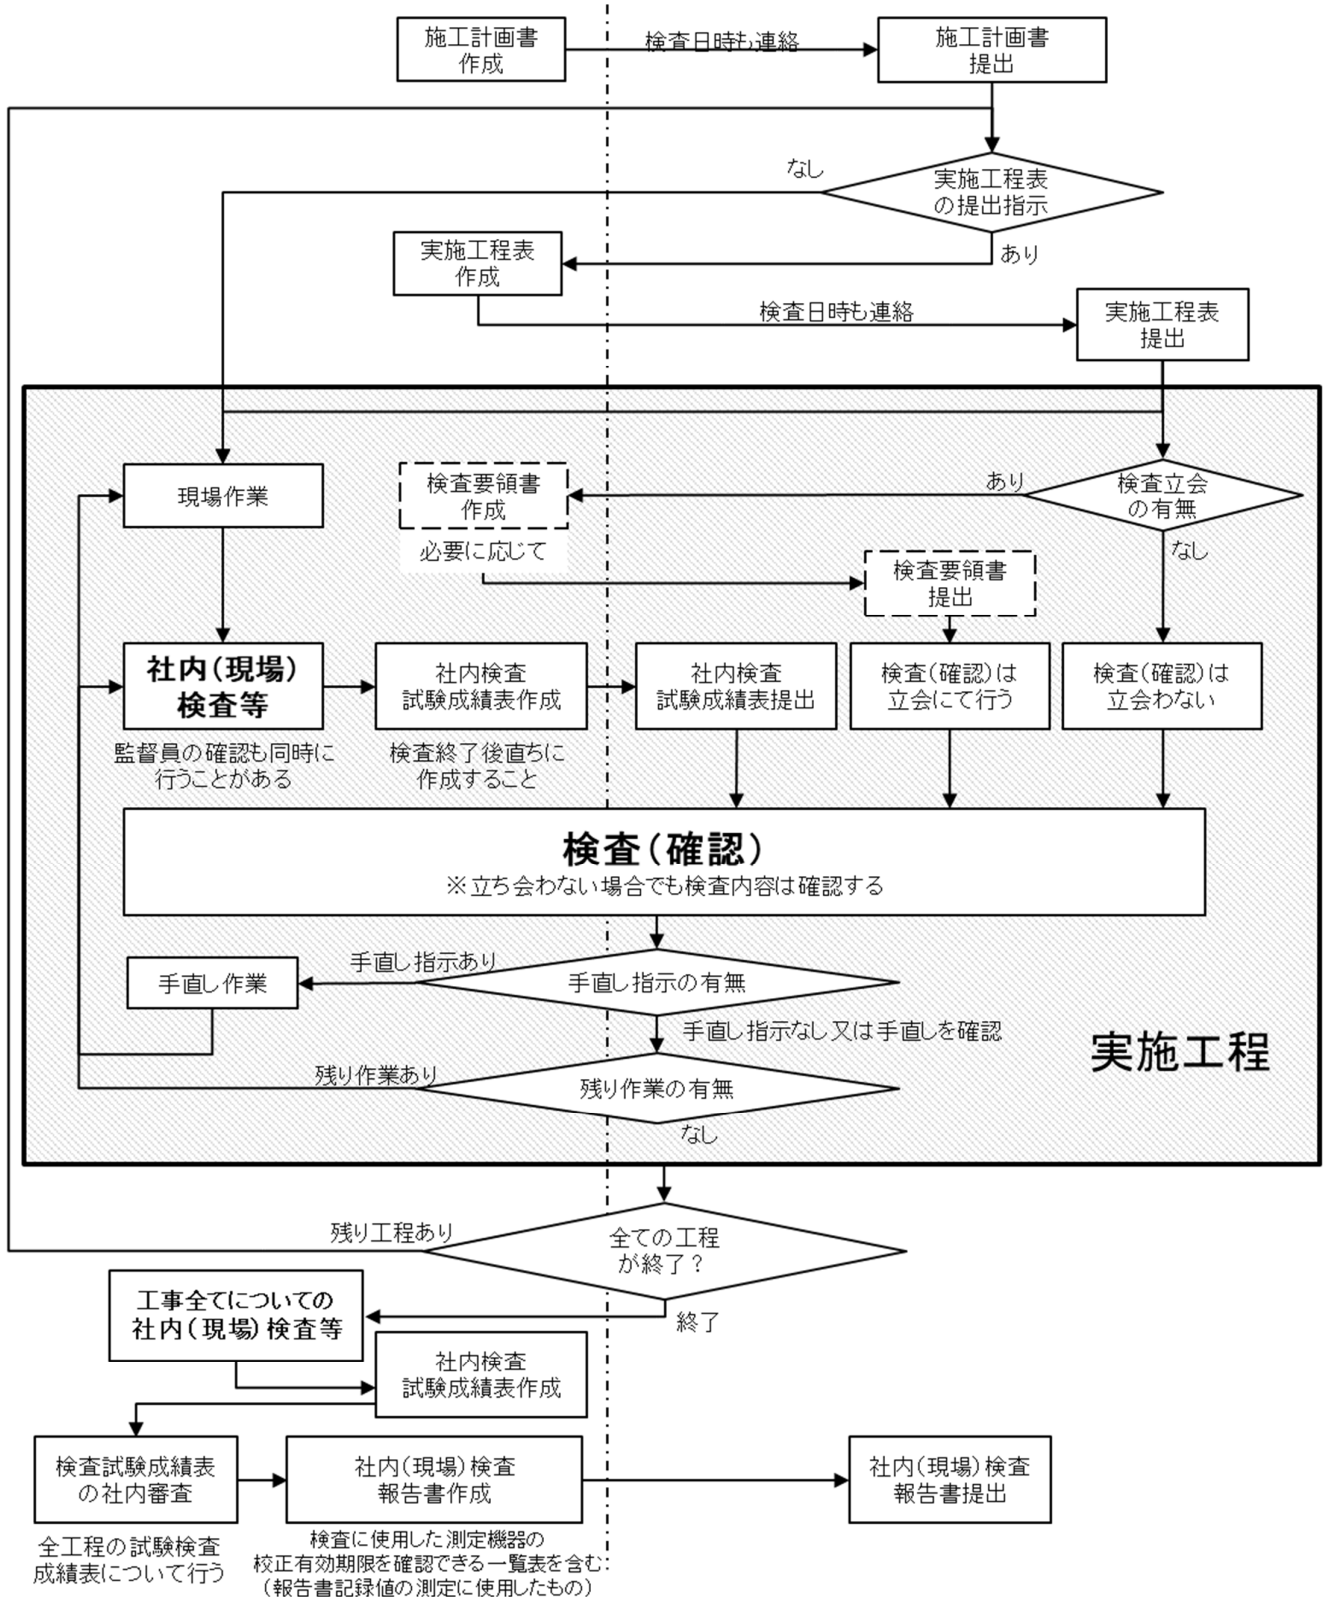 施工計画書
作成
検査日時も連絡
施工計画書
提出
なし
実施工程表
の提出指示
あり
実施工程表
作成
検査日時も連絡
実施工程表
提出
現場作業
検査要領書
作成
必要に応じて
あり
検査立会
の有無
なし
検査要領書
提出
社内(現場)
検査等
社内検査
試験成績表作成
社内検査
試験成績表提出
検査(確認)は
立会にて行う
検査(確認)は
立会わない
監督員の確認も同時に
行うことがある
検査終了後直ちに
作成すること
検査(確認)
※立ち会わない場合でも検査内容は確認する
手直し作業
手直し指示あり
手直し指示の有無
手直し指示なし又は手直しを確認
実施工程
残り作業あり
残り作業の有無
なし
残り工程あり
全ての工程
が終了?
終了
工事全てについての
社内(現場)検査等
社内検査
試験成績表作成
検査試験成績表
の社内審査
社内(現場)検査
報告書作成
社内(現場)検査
報告書提出
全工程の試験検査
成績表について行う
検査に使用した測定機器の
校正有効期限を確認できる一覧表を含む
(報告書記録値の測定に使用したもの)